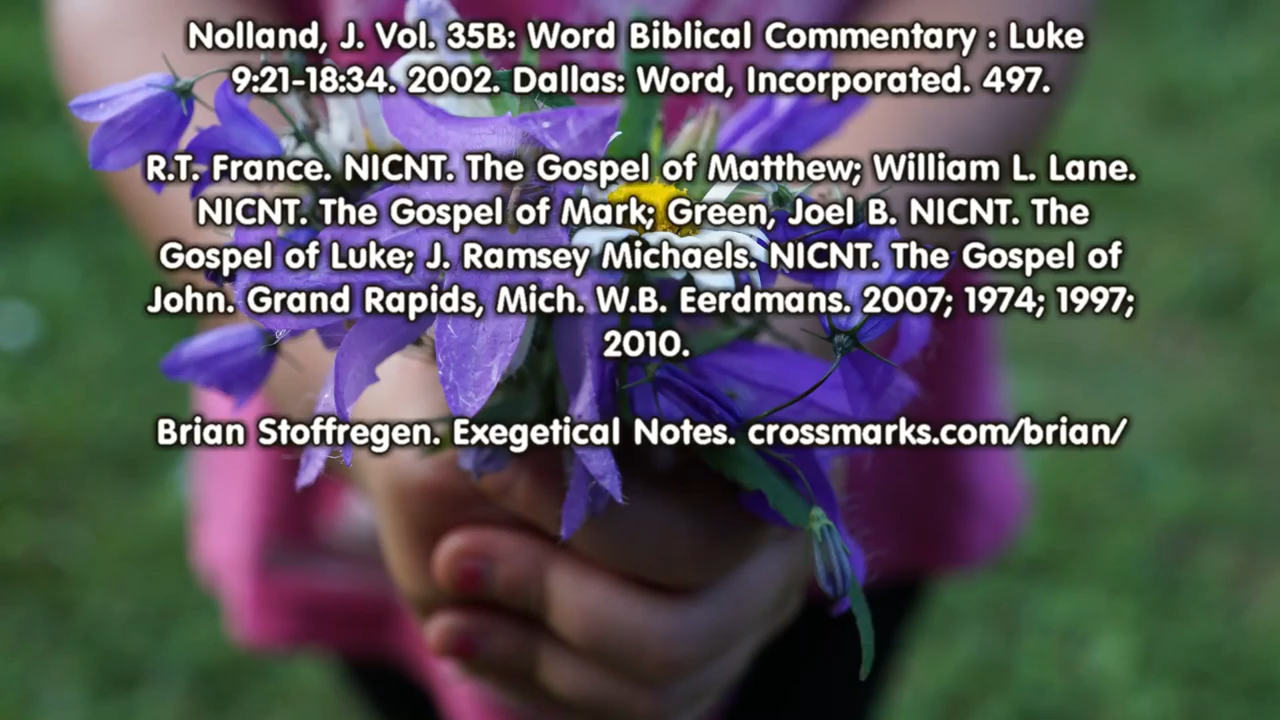 Nolland, J. Vol. 35B: Word Biblical Commentary : Luke
9:21-18:34. 2002. Dallas: Word, Incorporated. 497.
R.T. France. NICNT. The Gospel of Matthew; William L. Lane.
NICNT. The Gospel of Mark; Green, Joel B. NICNT. The
Gospel of Luke; J. Ramsey Michaels. NICNT. The Gospel of
John. Grand Rapids, Mich. W.B. Eerdmans. 2007; 1974; 1997;
2010.
Brian Stoffregen. Exegetical Notes. crossmarks.com/brian/